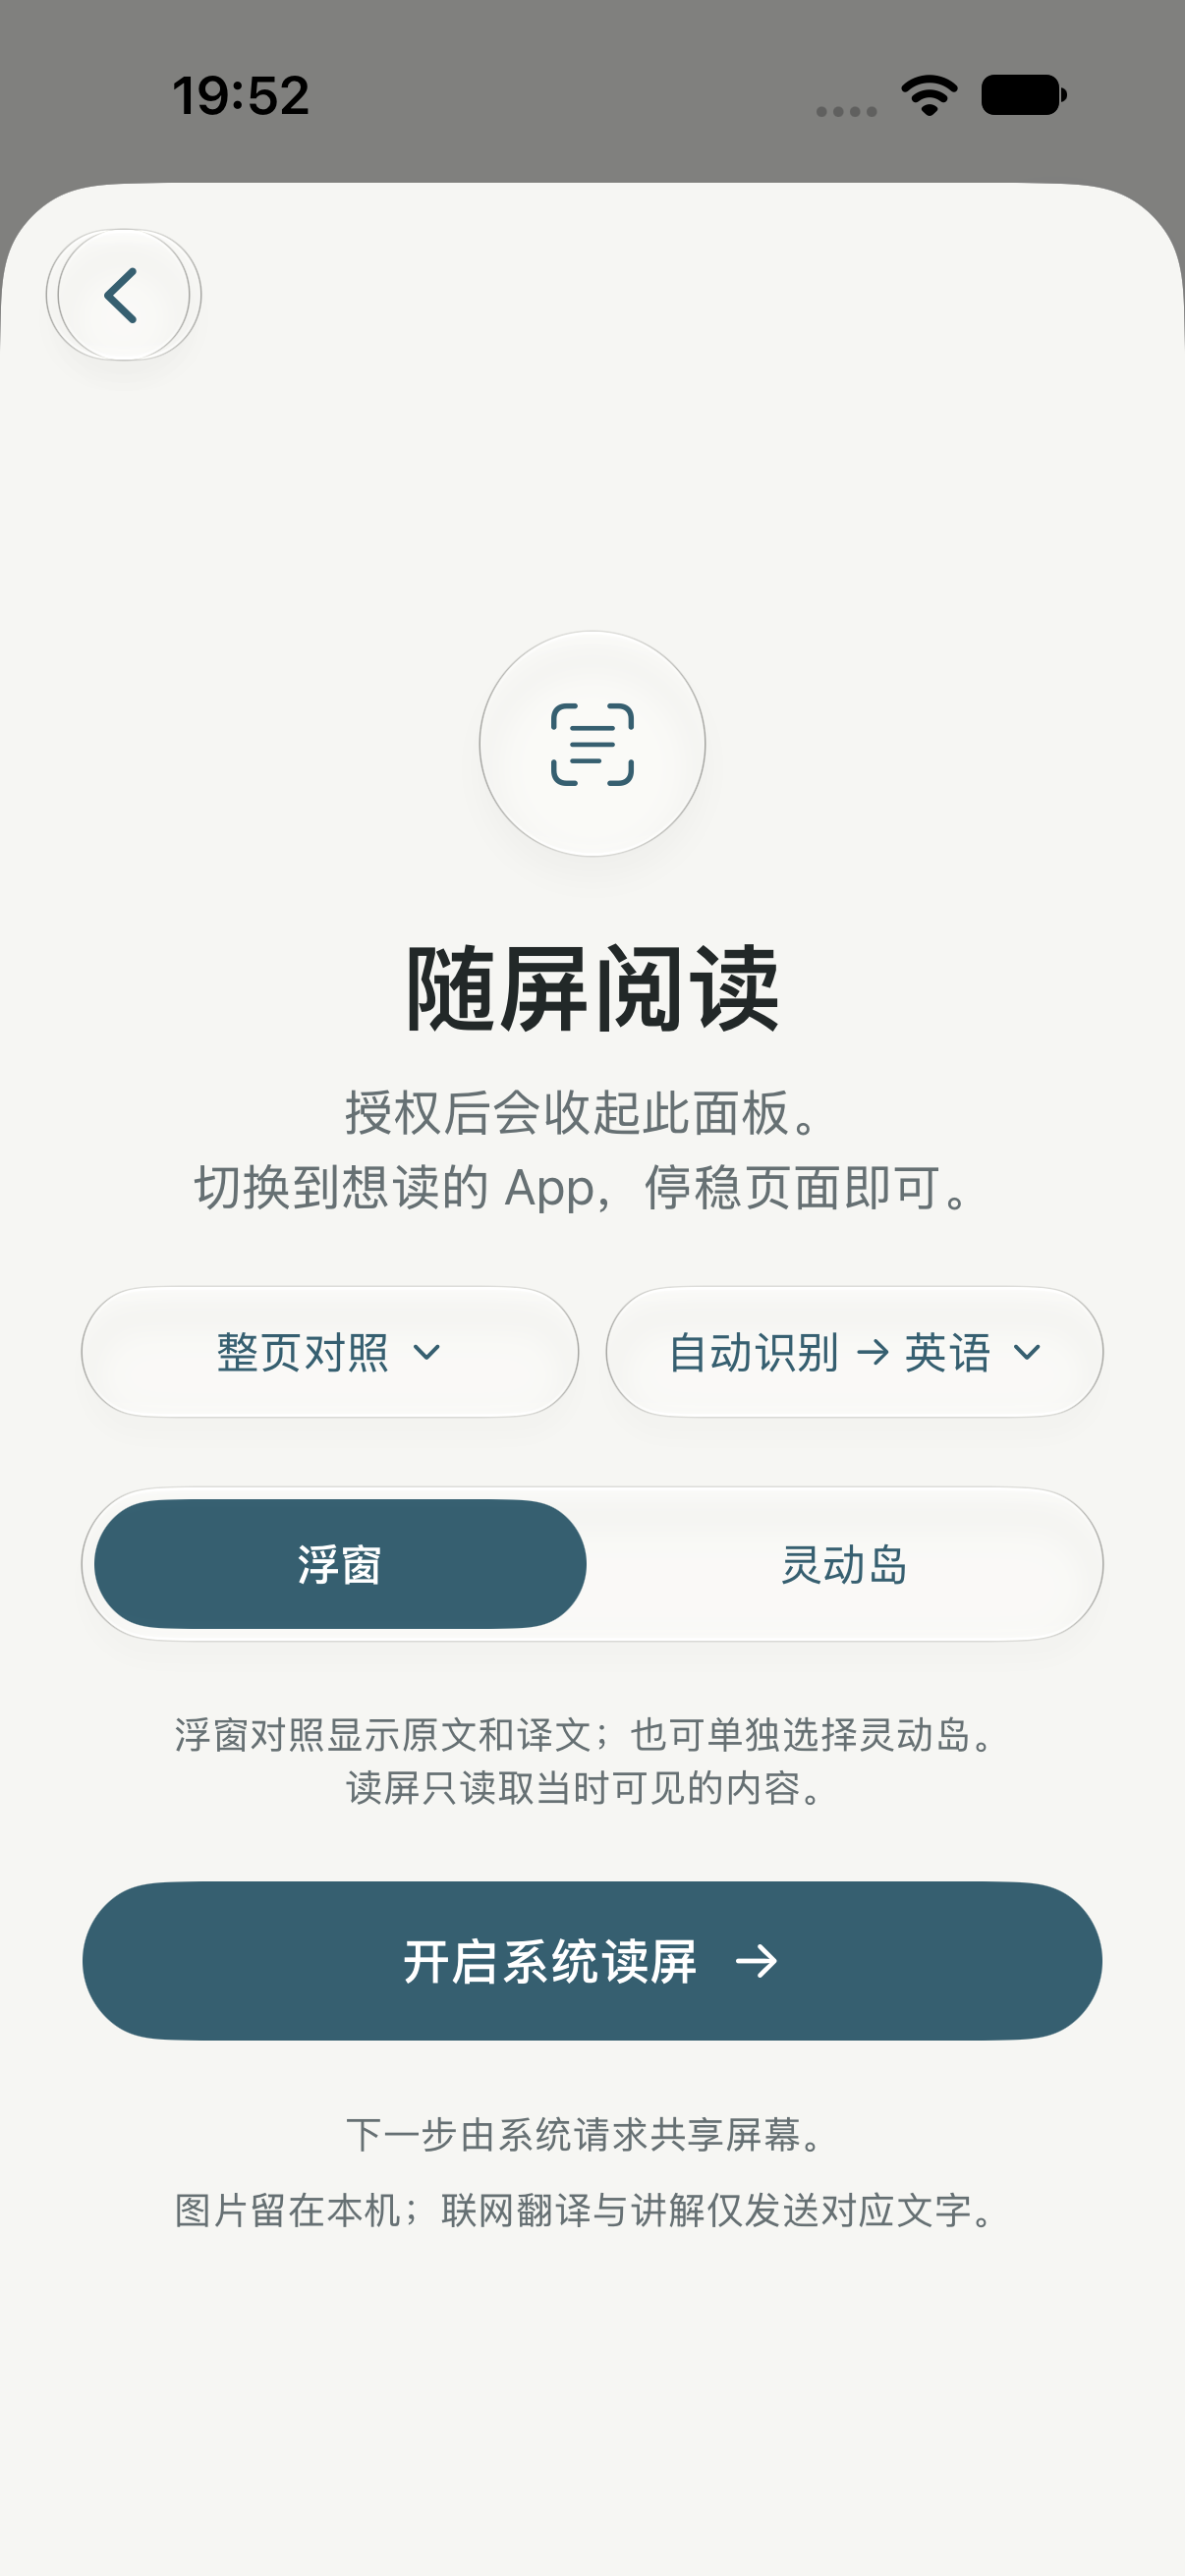 19:52
随屏阅读
授权后会收起此面板。
切换到想读的 App，停稳页面即可。
整页对照
自动识别 → 英语
浮窗
灵动岛
浮窗对照显示原文和译文；也可单独选择灵动岛。
读屏只读取当时可见的内容。
开启系统读屏 →
下一步由系统请求共享屏幕。
图片留在本机；联网翻译与讲解仅发送对应文字。